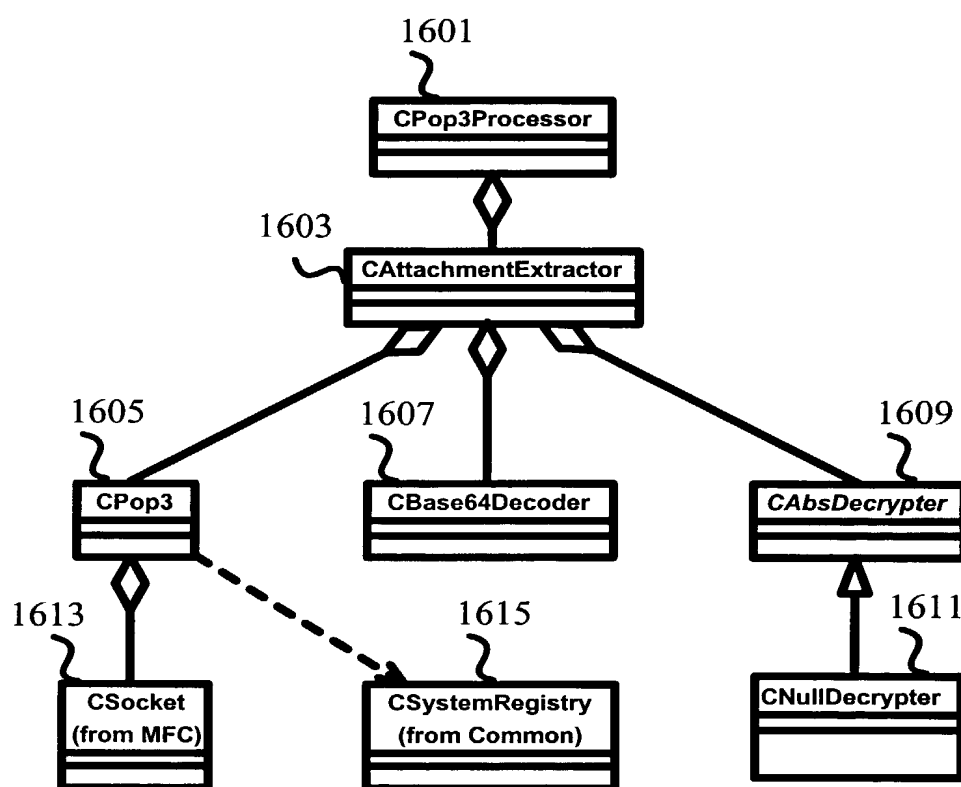 1601
CPop3Processor
1603
CAttachmentExtractor
1605
1607
1609
CPop3
CBase64Decoder
CAbsDecrypter
1613
1615
1611
CSocket
(from MFC)
CSystemRegistry
(from Common)
CNullDecrypter